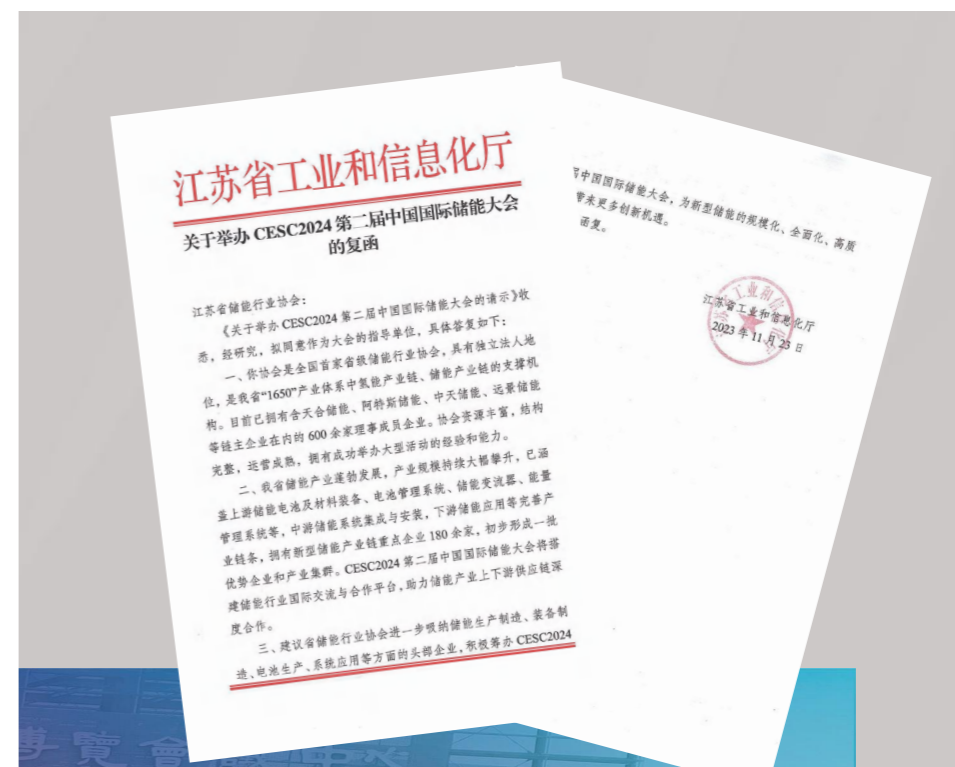 江苏省工业和信息化厅
关于举办 CESC2024 第二届中国国际储能大会
的复函
江苏省储能行业协会：
《关于举办 CESC2024 第二届中国国际储能大会的请示》收
悉，经研究，拟同意作为大会的指导单位，具体答复如下：
一、你协会是全国首家省级储能行业协会，具有独立法人地
位，是我省“1650”产业体系中氢能产业链、储能产业链的支撑机
构。目前已拥有含天合储能、阿特斯储能、中天储能、远景储能
等链主企业在内的 600 余家理事成员企业。协会资源丰富，结构
完整，运营成熟，拥有成功举办大型活动的经验和能力。
二、我省储能产业蓬勃发展，产业规模持续大幅攀升，已涵
盖上游储能电池及材料装备、电池管理系统、储能变流器、能量
管理系统等，中游储能系统集成与安装，下游储能应用等完善产
业链条，拥有新型储能产业链重点企业 180 余家，初步形成一批
优势企业和产业集群。CESC2024 第二届中国国际储能大会将搭
建储能行业国际交流与合作平台，助力储能产业上下游供应链深
度合作。
三、建议省储能行业协会进一步吸纳储能生产制造、装备制
造、电池生产、系统应用等方面的头部企业，积极筹办 CESC2024
中国国际储能大会，为新型储能的规模化、全面化、高质
带来更多创新机遇。
函复。
江苏省工业和信息化厅
2023 年 11 月 23 日
博覽會